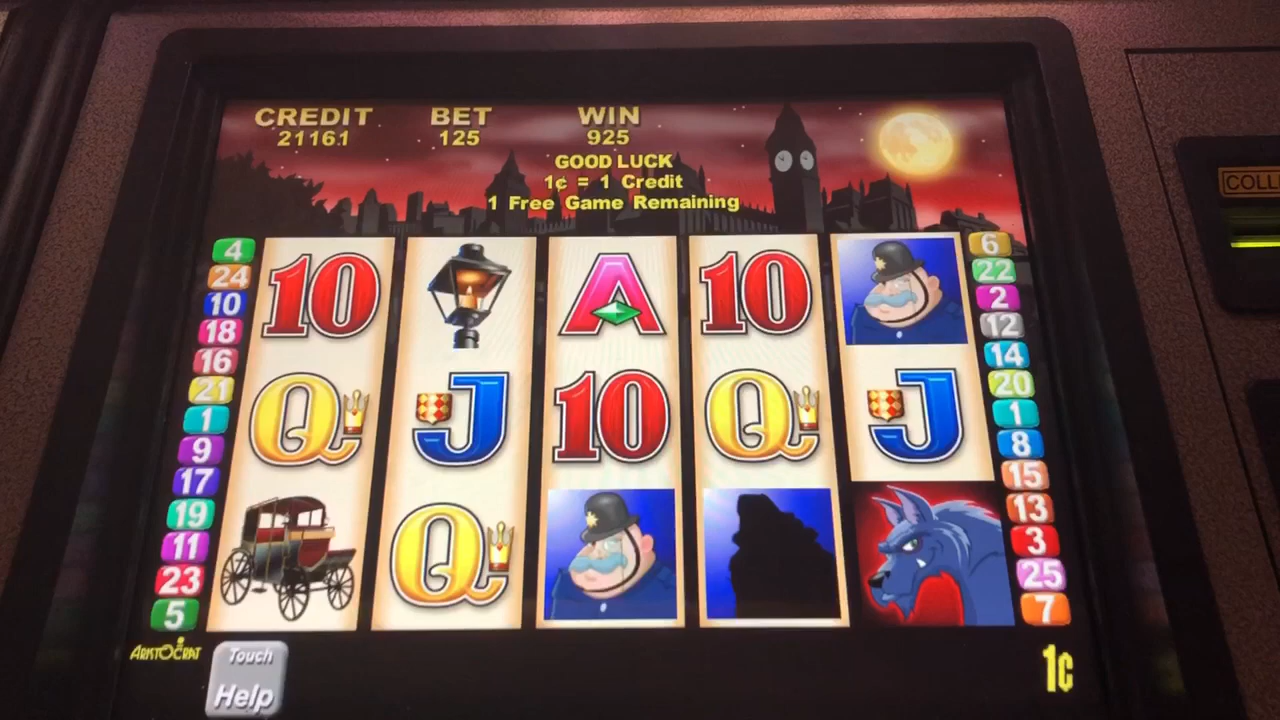 CREDIT BET WIN
21161 125 925
GOOD LUCK
1¢ = 1 Credit
1 Free Game Remaining
COLL
4
24
10
18
16
21
1
9
17
19
11
23
5
10 A 10
Q J 10 Q J
Q
6
22
2
12
14
20
1
8
15
13
3
25
7
ARISTOCRAT
Touch
Help
1¢